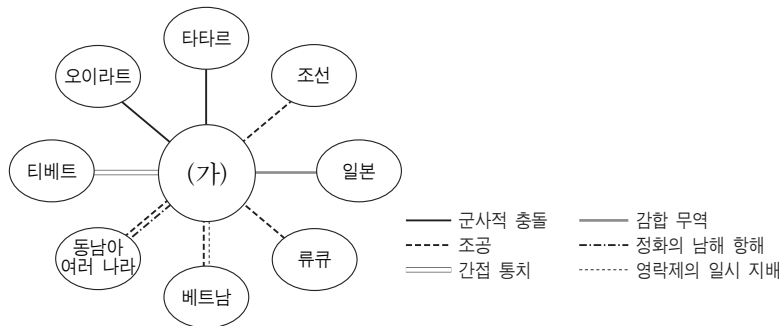 타타르
오이라트
조선
티베트
(가)
일본
동남아
여러 나라
베트남
류큐
군사적 충돌
감합 무역
조공
정화의 남해 항해
간접 통치
영락제의 일시 지배